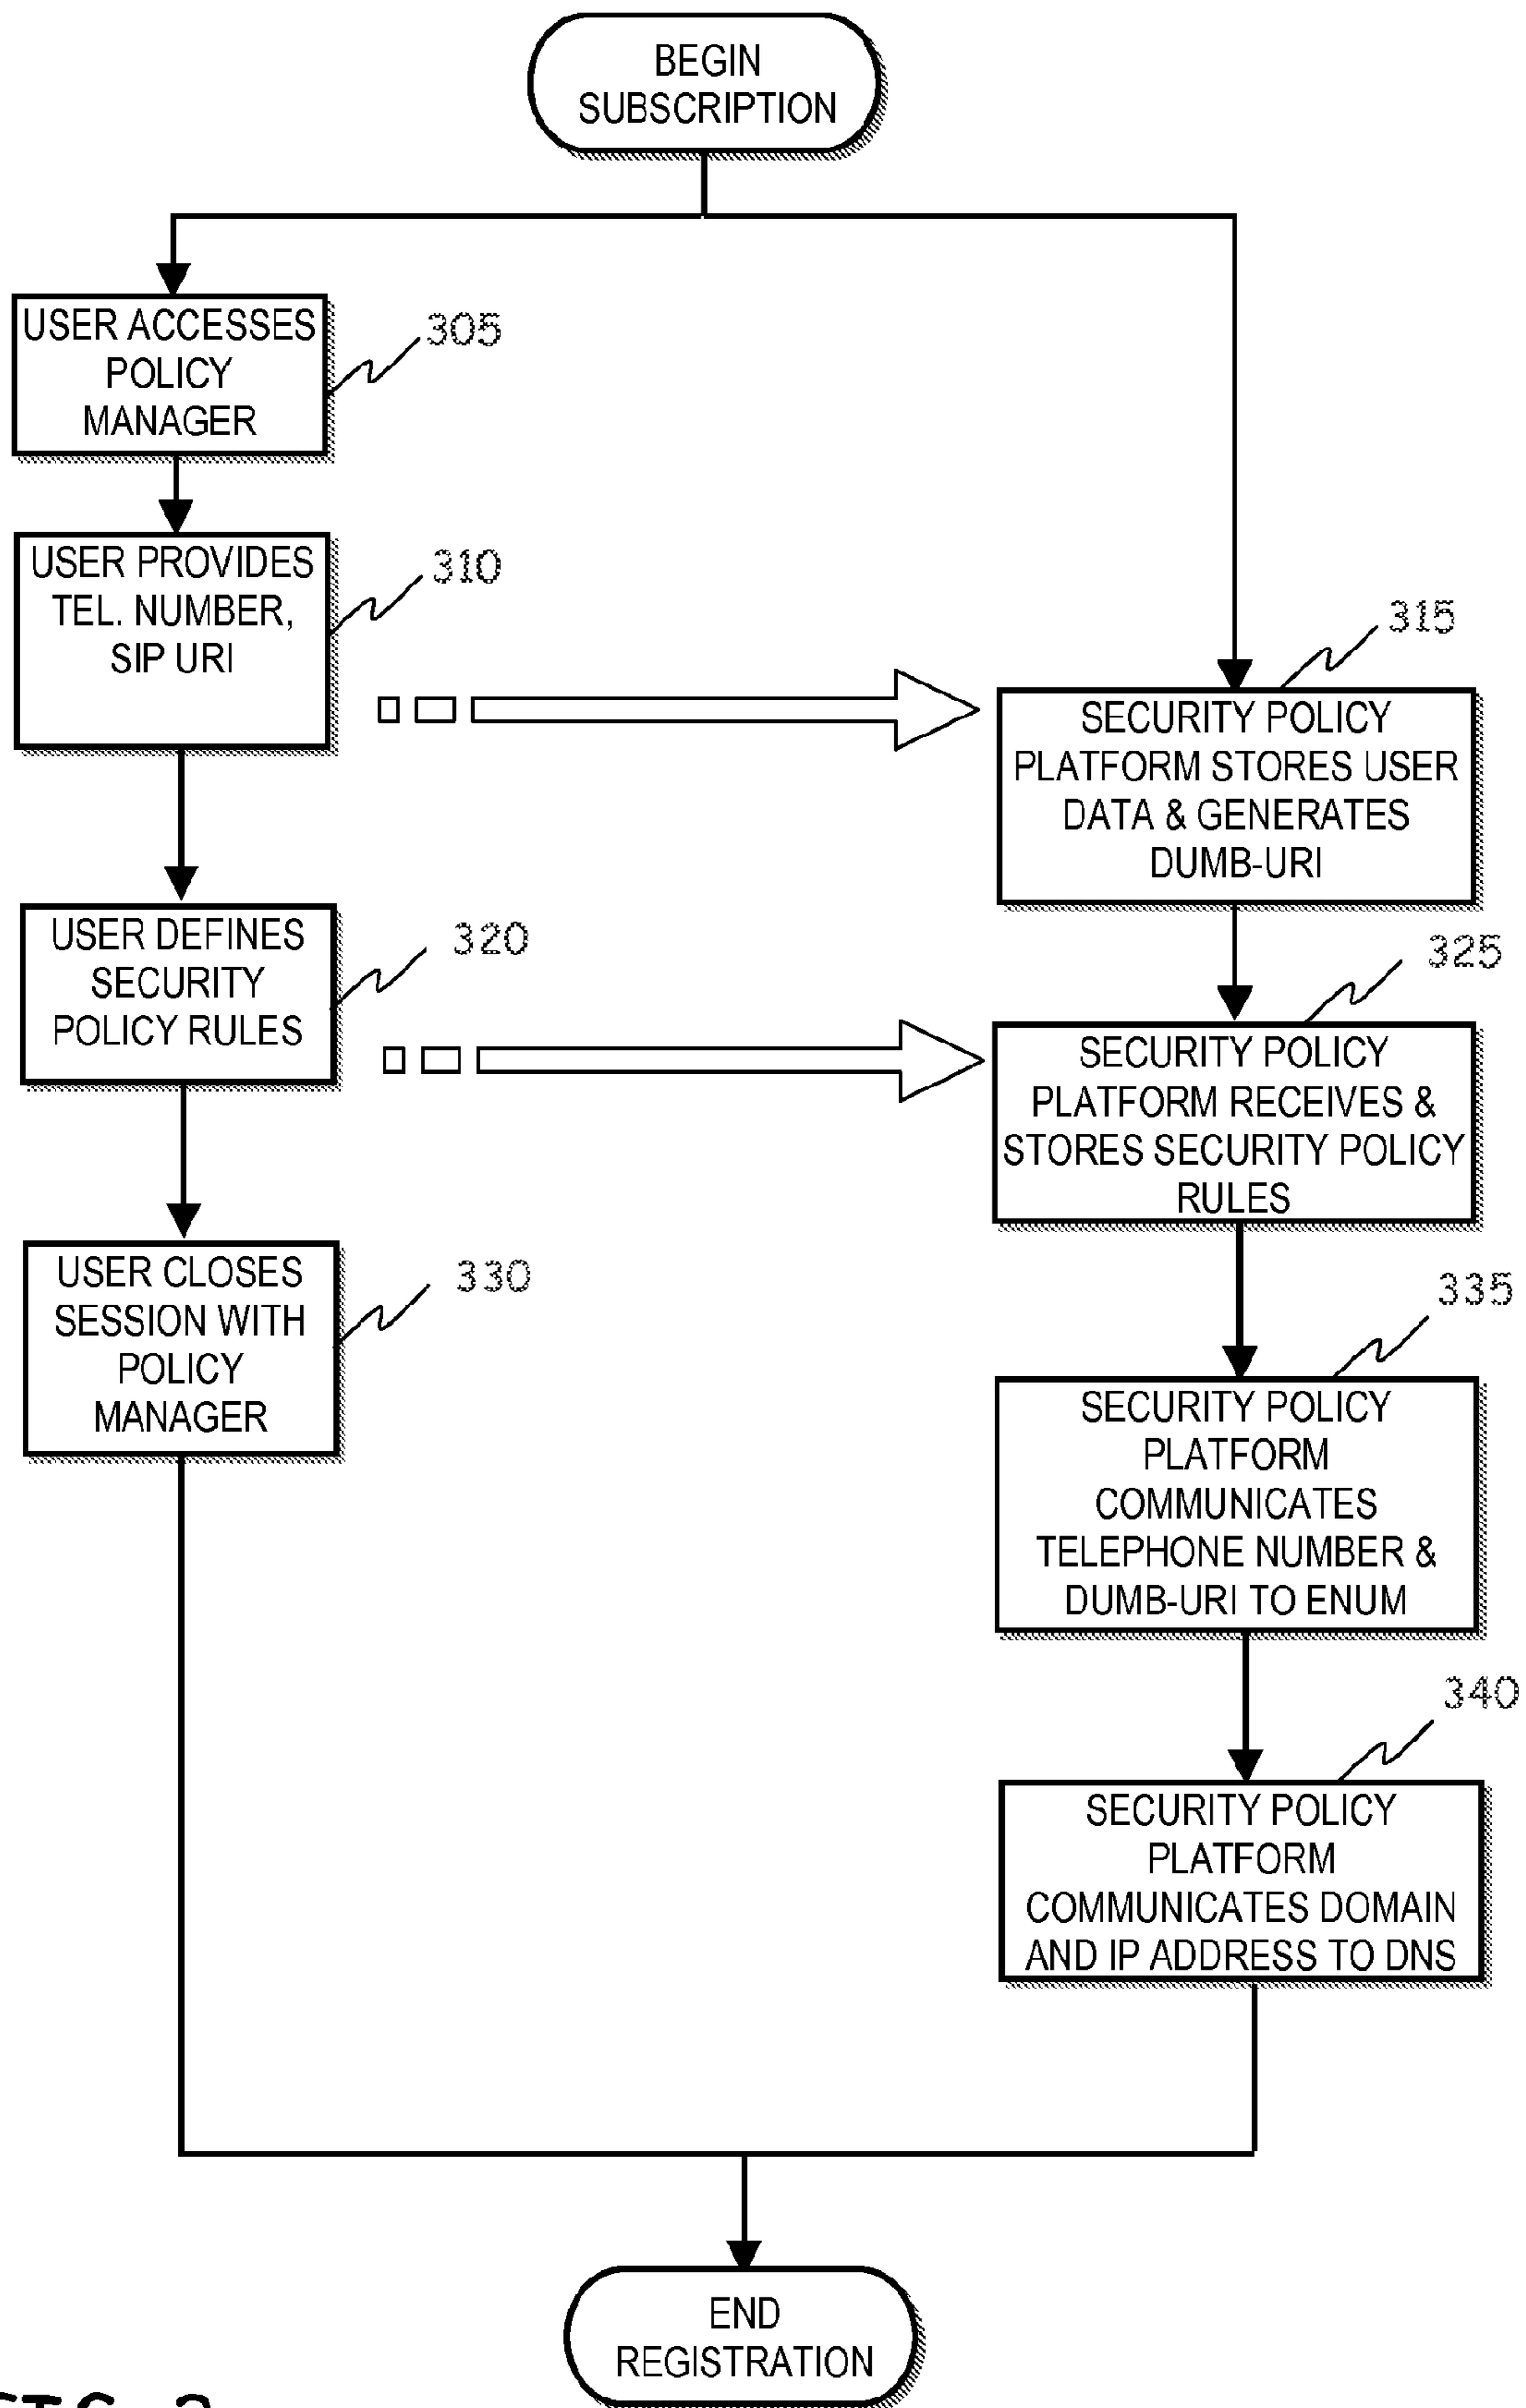 BEGIN
SUBSCRIPTION
USER ACCESSES
POLICY
MANAGER
305
USER PROVIDES
TEL. NUMBER,
SIP URI
310
315
SECURITY POLICY
PLATFORM STORES USER
DATA & GENERATES
DUMB-URI
USER DEFINES
SECURITY
POLICY RULES
320
325
SECURITY POLICY
PLATFORM RECEIVES &
STORES SECURITY POLICY
RULES
USER CLOSES
SESSION WITH
POLICY
MANAGER
330
335
SECURITY POLICY
PLATFORM
COMMUNICATES
TELEPHONE NUMBER &
DUMB-URI TO ENUM
340
SECURITY POLICY
PLATFORM
COMMUNICATES DOMAIN
AND IP ADDRESS TO DNS
END
REGISTRATION